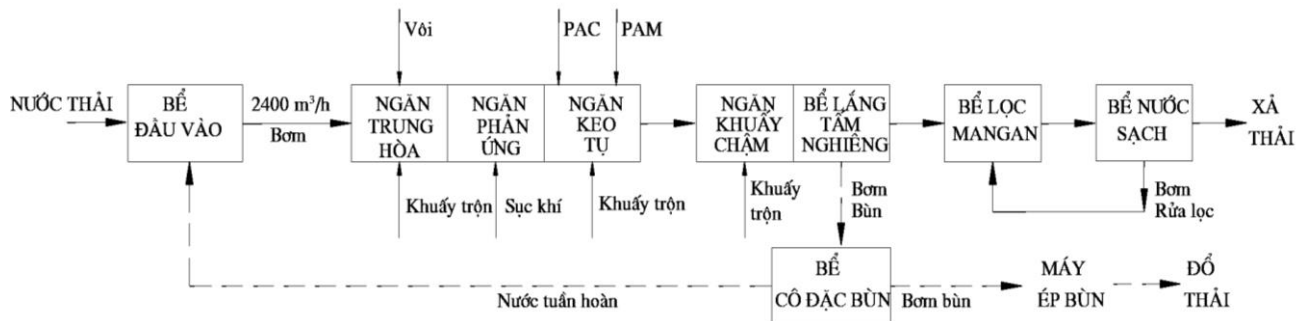 Vôi
PAC
PAM
NƯỚC THẢI
BỂ
ĐẦU VÀO
2400 m³/h
Bơm
NGĂN
TRUNG
HÒA
NGĂN
PHẢN
ỨNG
NGĂN
KEO
TỤ
NGĂN
KHUẤY
CHẬM
BỂ LẮNG
TẤM
NGHIÊNG
BỂ LỌC
MANGAN
BỂ NƯỚC
SẠCH
XẢ
THẢI
Khuấy trộn
Sục khí
Khuấy trộn
Khuấy
trộn
Bơm
Bùn
Bơm
Rửa lọc
Nước tuần hoàn
BỂ
CÔ ĐẶC BÙN
Bơm bùn
MÁY
ÉP BÙN
ĐỔ
THẢI